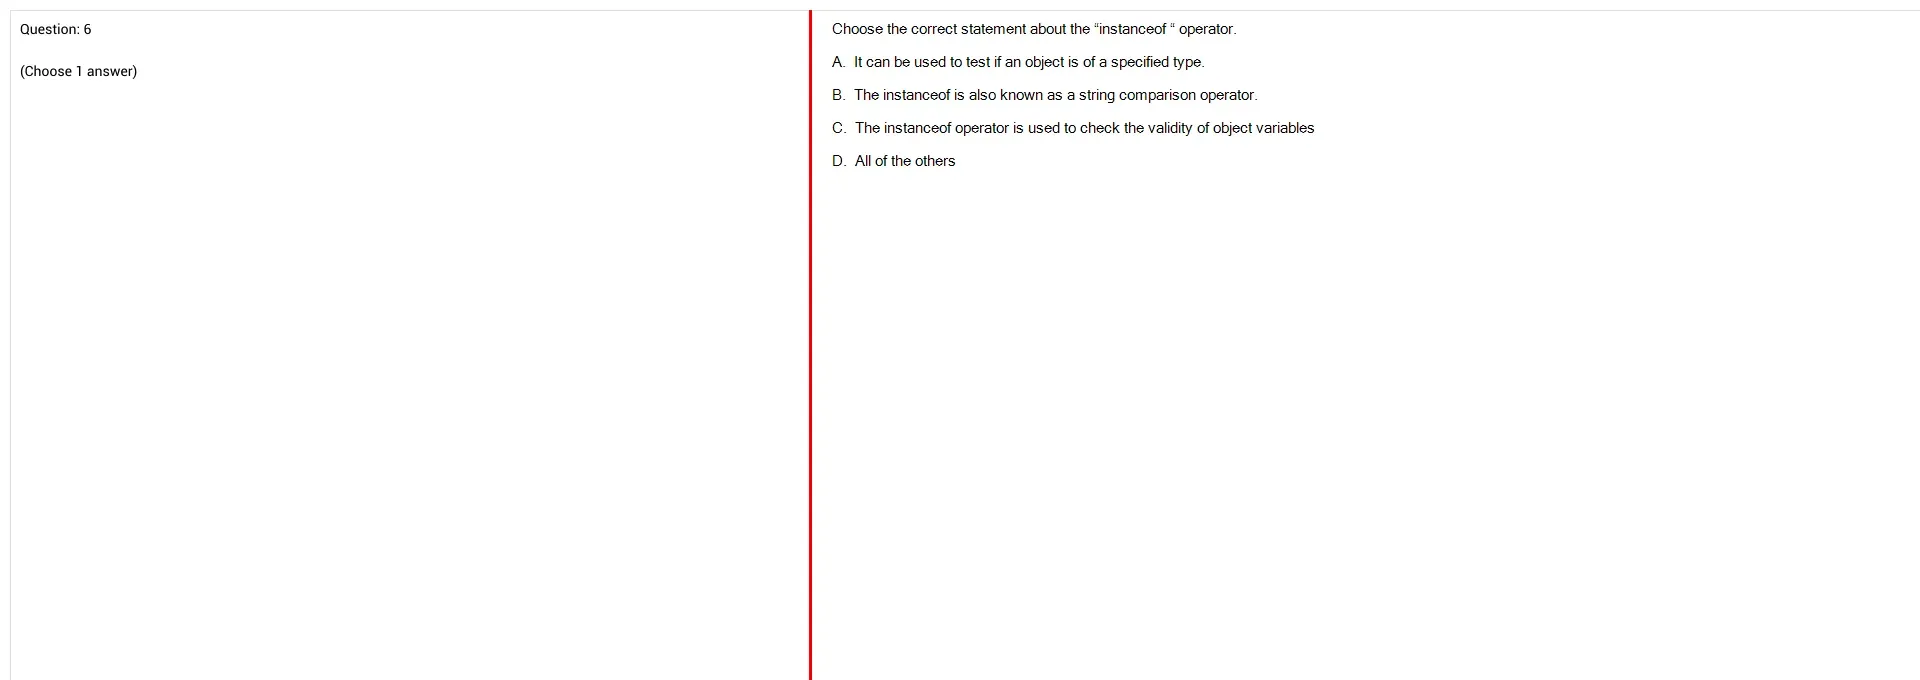 Question: 6
(Choose 1 answer)
Choose the correct statement about the “instanceof “ operator.
A. It can be used to test if an object is of a specified type.
B. The instanceof is also known as a string comparison operator.
C. The instanceof operator is used to check the validity of object variables
D. All of the others